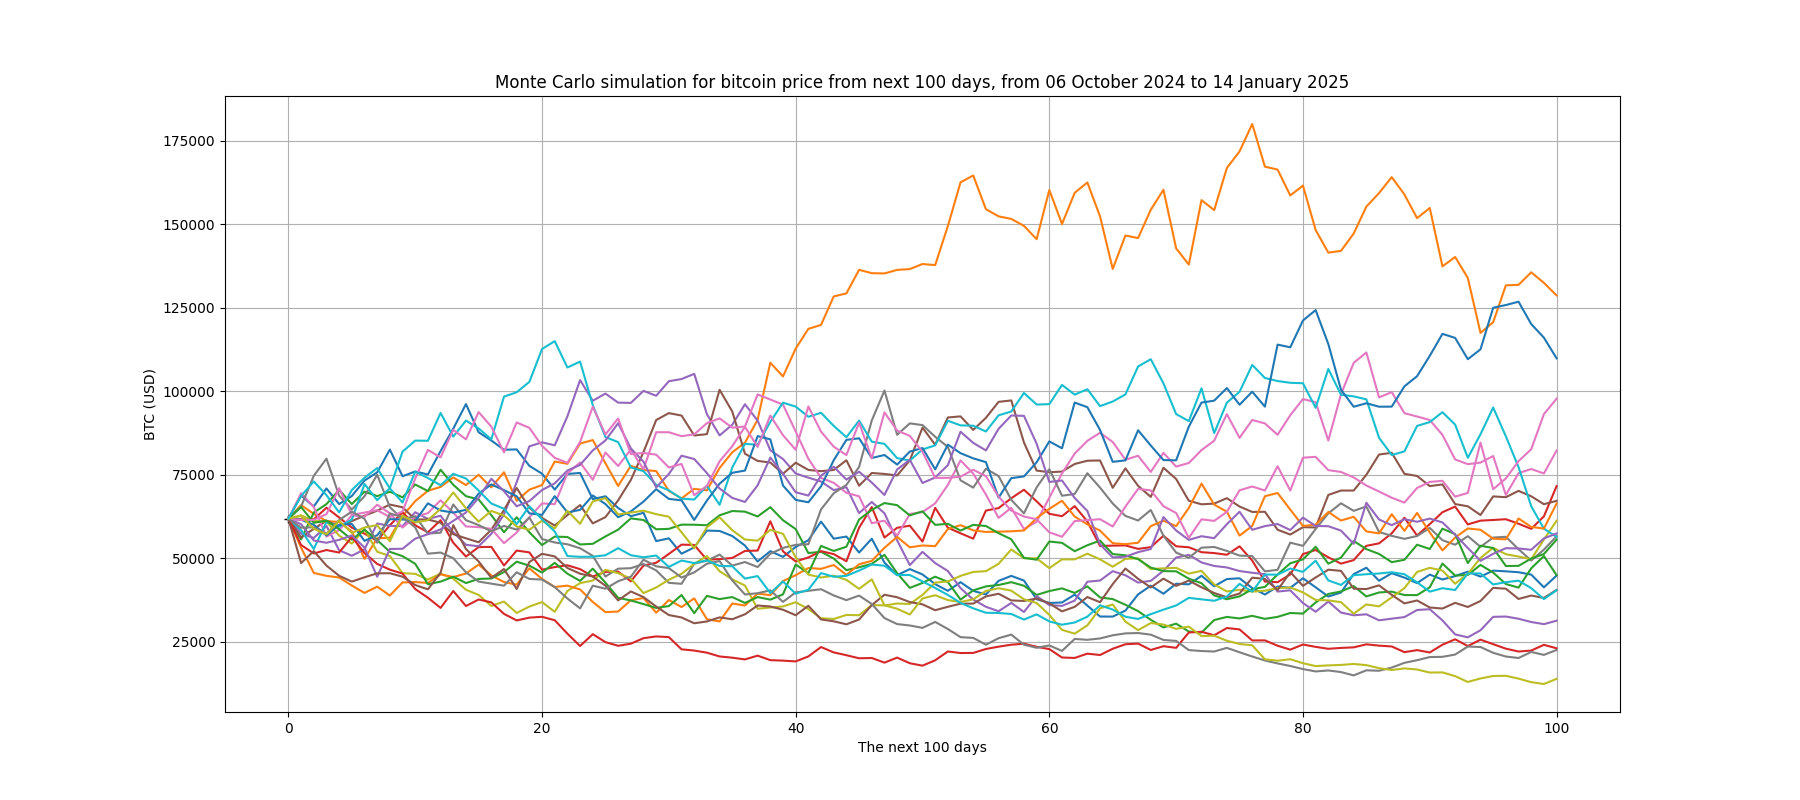 Monte Carlo simulation for bitcoin price from next 100 days, from 06 October 2024 to 14 January 2025
175000
150000
125000
100000
75000
50000
25000
BTC (USD)
0 20 40 60 80 100
The next 100 days